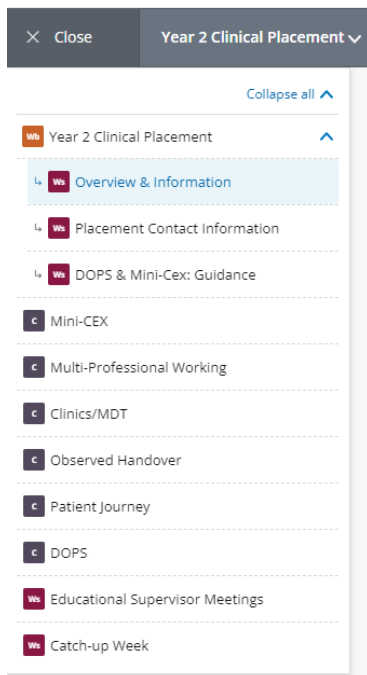 × Close Year 2 Clinical Placement
Collapse all
Wb Year 2 Clinical Placement
Ws Overview & Information
Ws Placement Contact Information
Ws DOPS & Mini-Cex: Guidance
C Mini-CEX
C Multi-Professional Working
C Clinics/MDT
C Observed Handover
C Patient Journey
C DOPS
Ws Educational Supervisor Meetings
Ws Catch-up Week